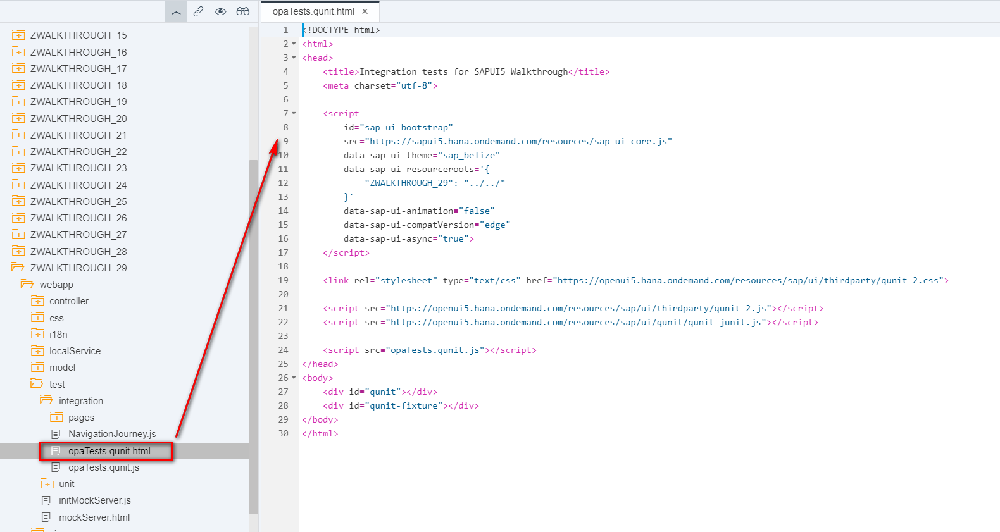 ZWALKTHROUGH_15
ZWALKTHROUGH_16
ZWALKTHROUGH_17
ZWALKTHROUGH_18
ZWALKTHROUGH_19
ZWALKTHROUGH_20
ZWALKTHROUGH_21
ZWALKTHROUGH_22
ZWALKTHROUGH_23
ZWALKTHROUGH_24
ZWALKTHROUGH_25
ZWALKTHROUGH_26
ZWALKTHROUGH_27
ZWALKTHROUGH_28
ZWALKTHROUGH_29
webapp
controller
css
i18n
localService
model
test
integration
pages
NavigationJourney.js
opaTests.qunit.html
opaTests.qunit.js
unit
initMockServer.js
mockServer.html
opaTests.qunit.html ×
1 <!DOCTYPE html>
2 <html>
3 <head>
4 <title>Integration tests for SAPUI5 Walkthrough</title>
5 <meta charset="utf-8">
6
7 <script
8 id="sap-ui-bootstrap"
9 src="https://sapui5.hana.ondemand.com/resources/sap-ui-core.js"
10 data-sap-ui-theme="sap_belize"
11 data-sap-ui-resourceroots='{
12 "ZWALKTHROUGH_29": "../../"
13 }'
14 data-sap-ui-animation="false"
15 data-sap-ui-compatVersion="edge"
16 data-sap-ui-async="true">
17 </script>
18
19 <link rel="stylesheet" type="text/css" href="https://openui5.hana.ondemand.com/resources/sap/ui/thirdparty/qunit-2.css">
20
21 <script src="https://openui5.hana.ondemand.com/resources/sap/ui/thirdparty/qunit-2.js"></script>
22 <script src="https://openui5.hana.ondemand.com/resources/sap/ui/qunit/qunit-junit.js"></script>
23
24 <script src="opaTests.qunit.js"></script>
25 </head>
26 <body>
27 <div id="qunit"></div>
28 <div id="qunit-fixture"></div>
29 </body>
30 </html>